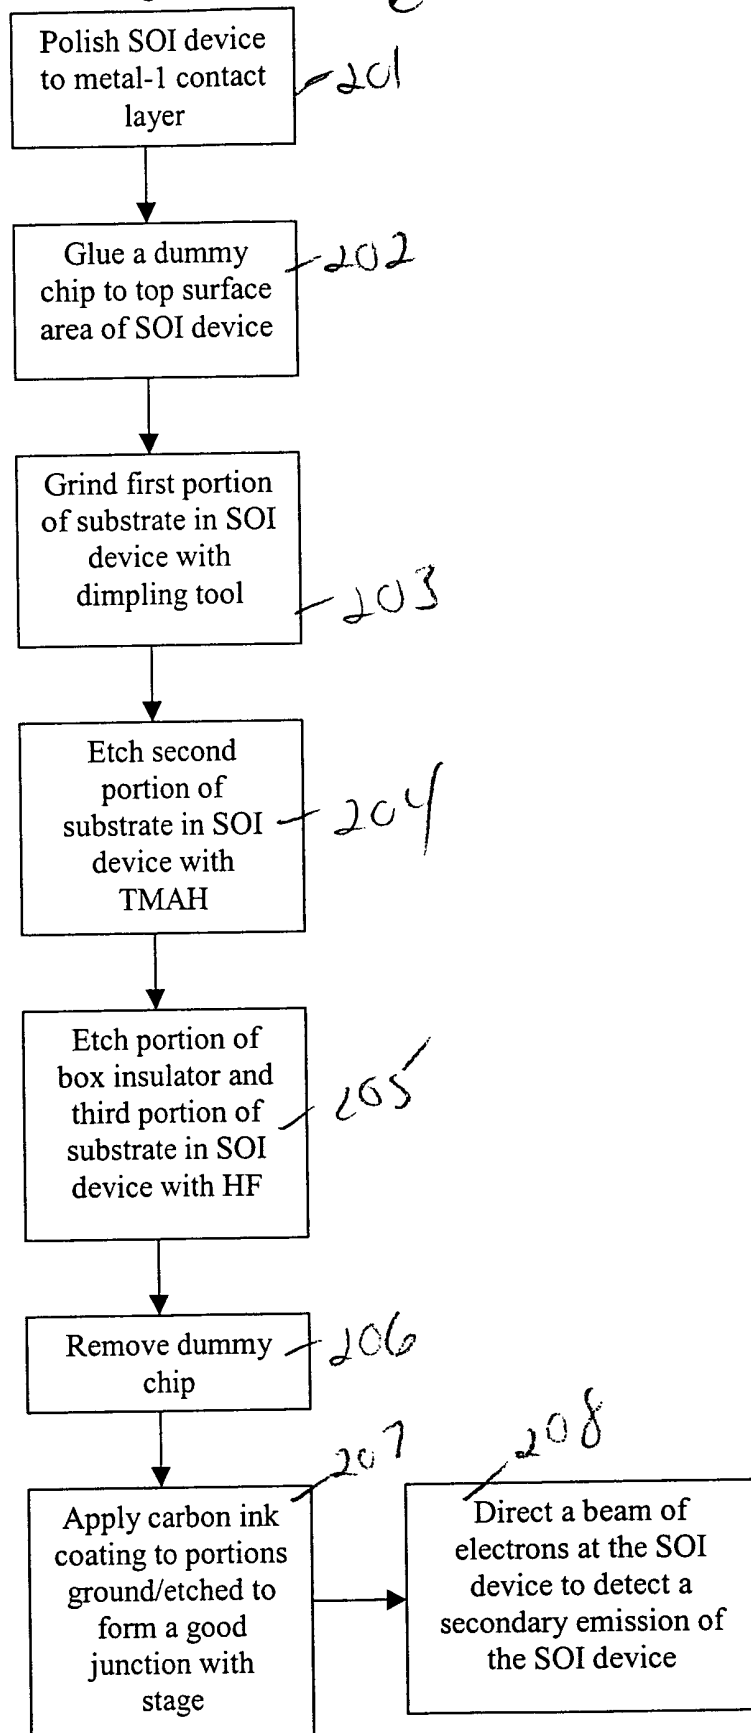 Polish SOI device
to metal-1 contact
layer
201
Glue a dummy
chip to top surface
area of SOI device
202
Grind first portion
of substrate in SOI
device with
dimpling tool
203
Etch second
portion of
substrate in SOI
device with
TMAH
204
Etch portion of
box insulator and
third portion of
substrate in SOI
device with HF
205
Remove dummy
chip
206
Apply carbon ink
coating to portions
ground/etched to
form a good
junction with
stage
207
Direct a beam of
electrons at the SOI
device to detect a
secondary emission of
the SOI device
208